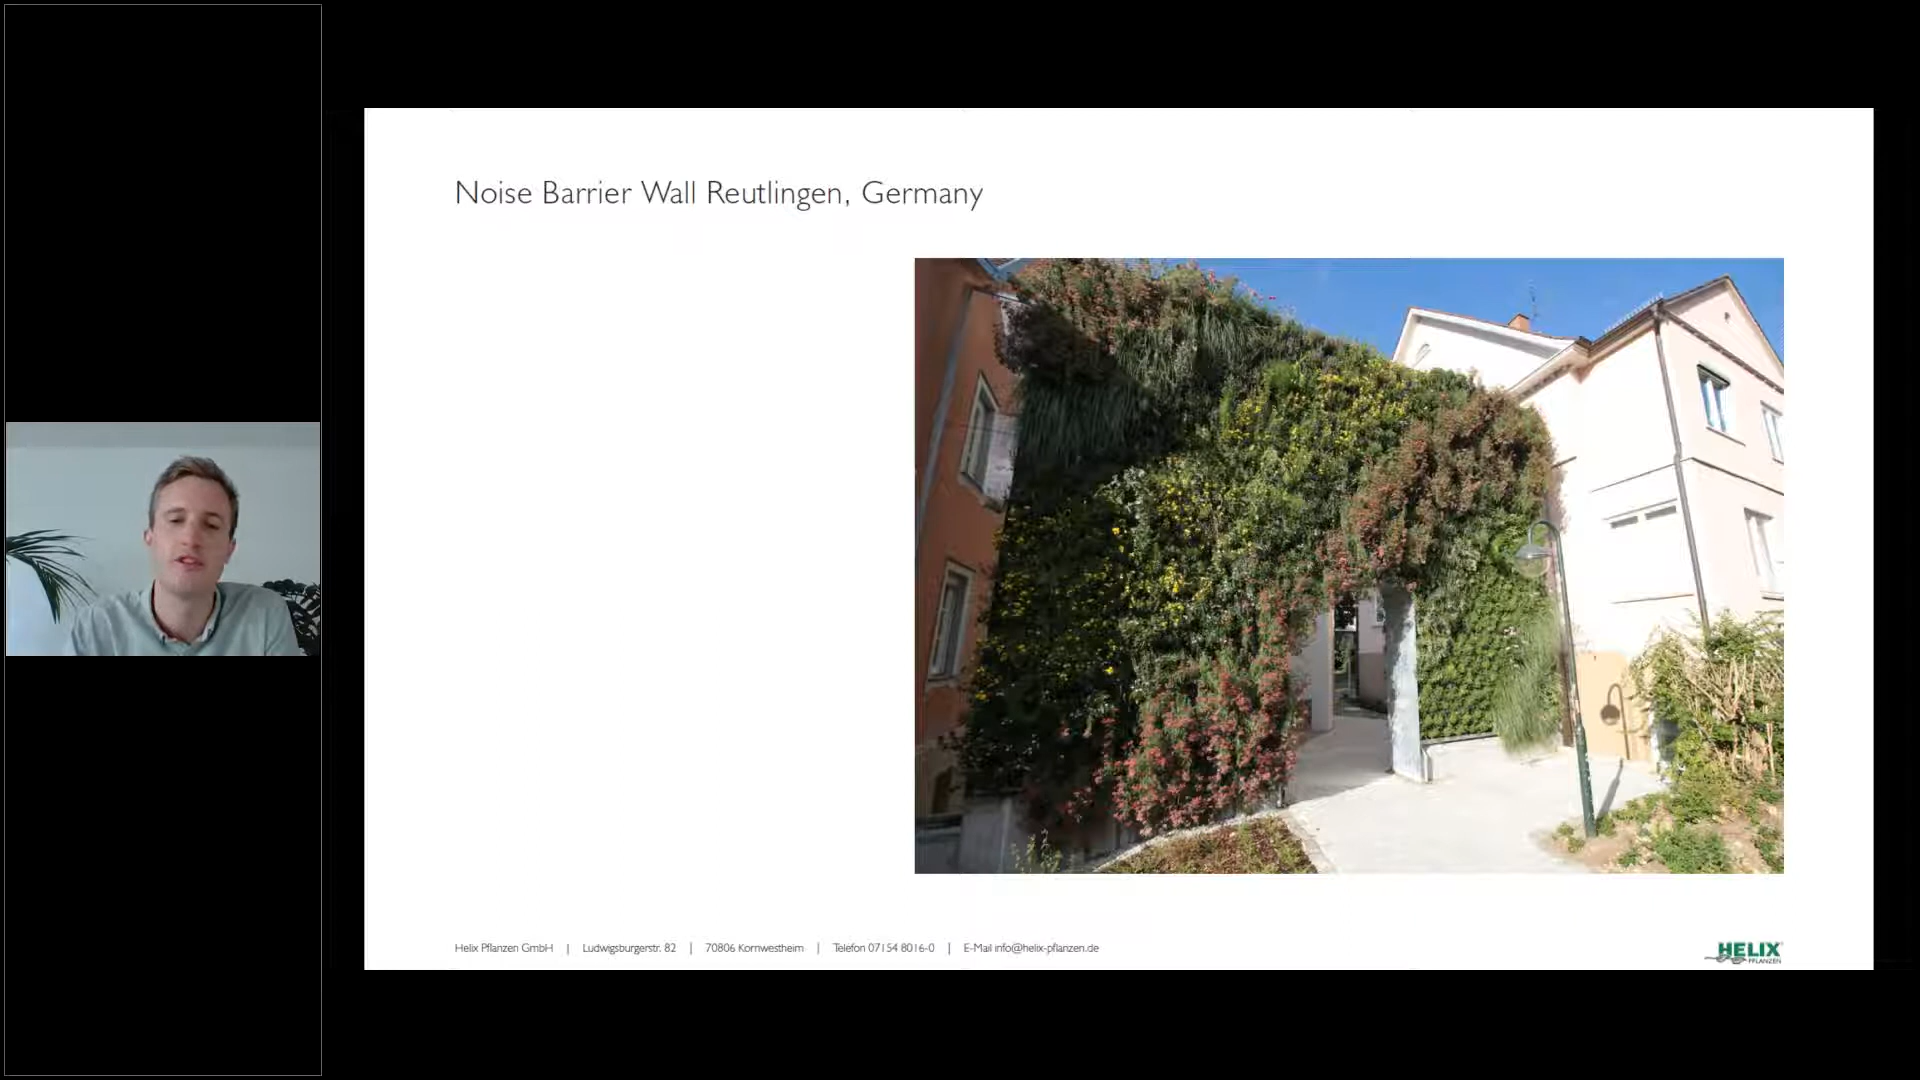 Noise Barrier Wall Reutlingen, Germany
Helix Pflanzen GmbH | Ludwigsburgerstr. 82 | 70806 Kornwestheim | Telefon 07154 8016-0 | E-Mail info@helix-pflanzen.de
HELIX
PFLANZEN